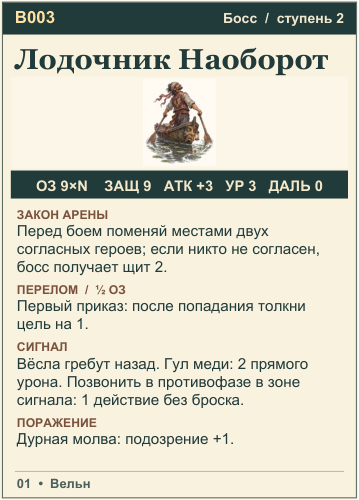 B003
Босс / ступень 2
Лодочник Наоборот
ОЗ 9×N ЗАЩ 9 АТК +3 УР 3 ДАЛЬ 0
ЗАКОН АРЕНЫ
Перед боем поменяй местами двух
согласных героев; если никто не согласен,
босс получает щит 2.
ПЕРЕЛОМ / ½ ОЗ
Первый приказ: после попадания толкни
цель на 1.
СИГНАЛ
Вёсла гребут назад. Гул меди: 2 прямого
урона. Позвонить в противофазе в зоне
сигнала: 1 действие без броска.
ПОРАЖЕНИЕ
Дурная молва: подозрение +1.
01 • Вельн